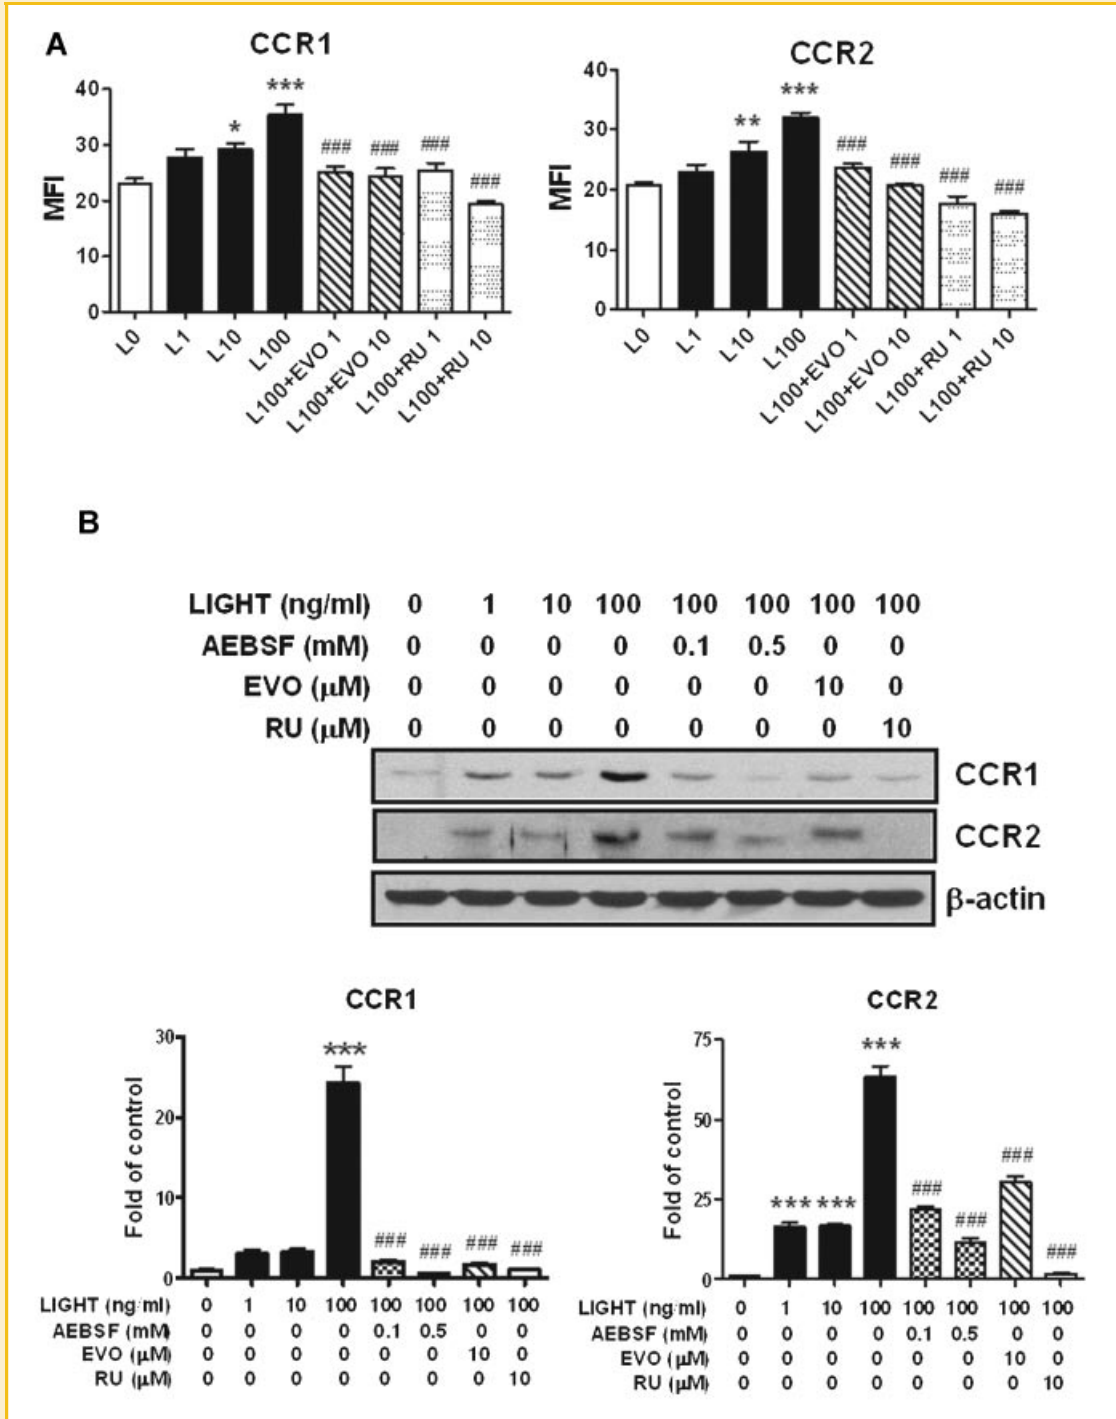 A
CCR1
CCR2
40
30
20
10
0
MFI
* 
***
###
###
###
###
L0
L1
L10
L100
L100+EVO 1
L100+EVO 10
L100+RU 1
L100+RU 10
40
30
20
10
0
MFI
**
***
###
###
###
###
L0
L1
L10
L100
L100+EVO 1
L100+EVO 10
L100+RU 1
L100+RU 10
B
LIGHT (ng/ml) 0 1 10 100 100 100 100 100
AEBSF (mM) 0 0 0 0 0.1 0.5 0 0
EVO (μM) 0 0 0 0 0 0 10 0
RU (μM) 0 0 0 0 0 0 0 10
CCR1
CCR2
β-actin
CCR1
30
20
10
0
Fold of control
***
###
###
###
###
LIGHT (ng/ml) 0 1 10 100 100 100 100 100
AEBSF (mM) 0 0 0 0 0.1 0.5 0 0
EVO (μM) 0 0 0 0 0 0 10 0
RU (μM) 0 0 0 0 0 0 0 10
CCR2
75
50
25
0
Fold of control
***
***
***
###
###
###
###
LIGHT (ng/ml) 0 1 10 100 100 100 100 100
AEBSF (mM) 0 0 0 0 0.1 0.5 0 0
EVO (μM) 0 0 0 0 0 0 10 0
RU (μM) 0 0 0 0 0 0 0 10